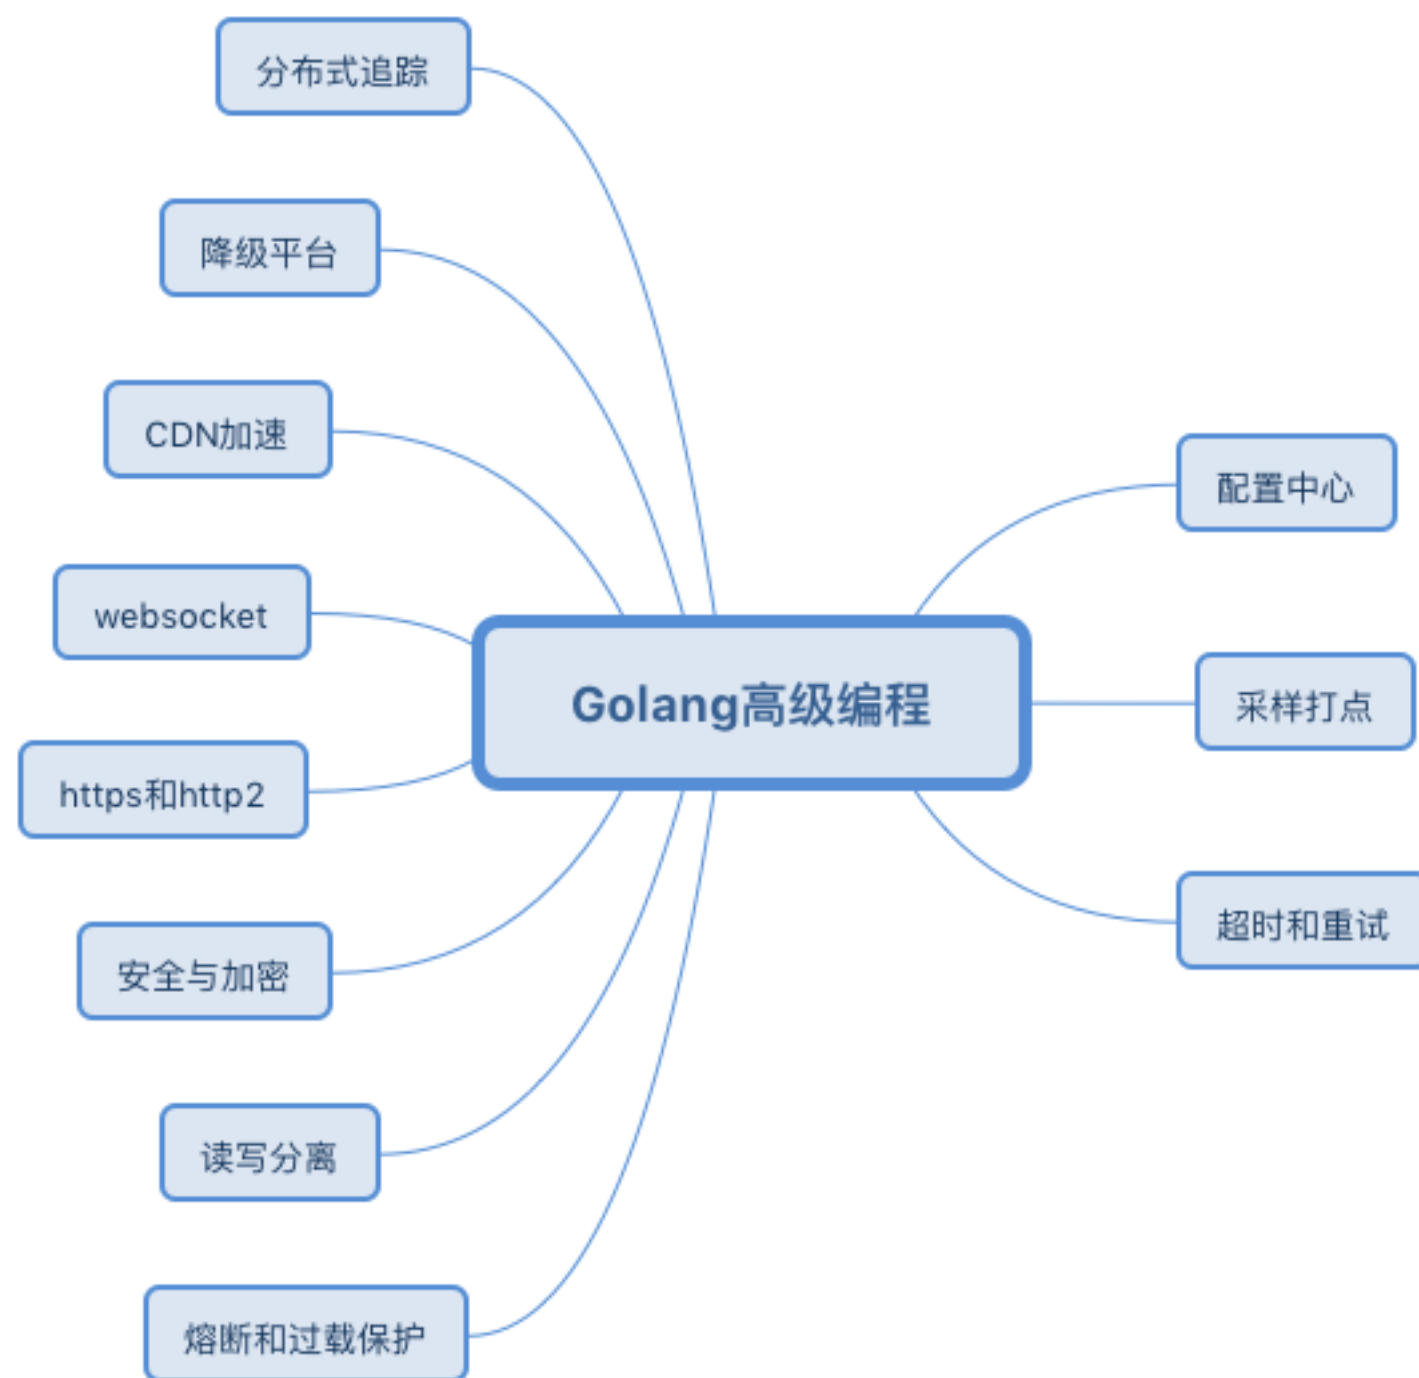 分布式追踪
降级平台
CDN加速
配置中心
websocket
Golang高级编程
采样打点
https和http2
超时和重试
安全与加密
读写分离
熔断和过载保护